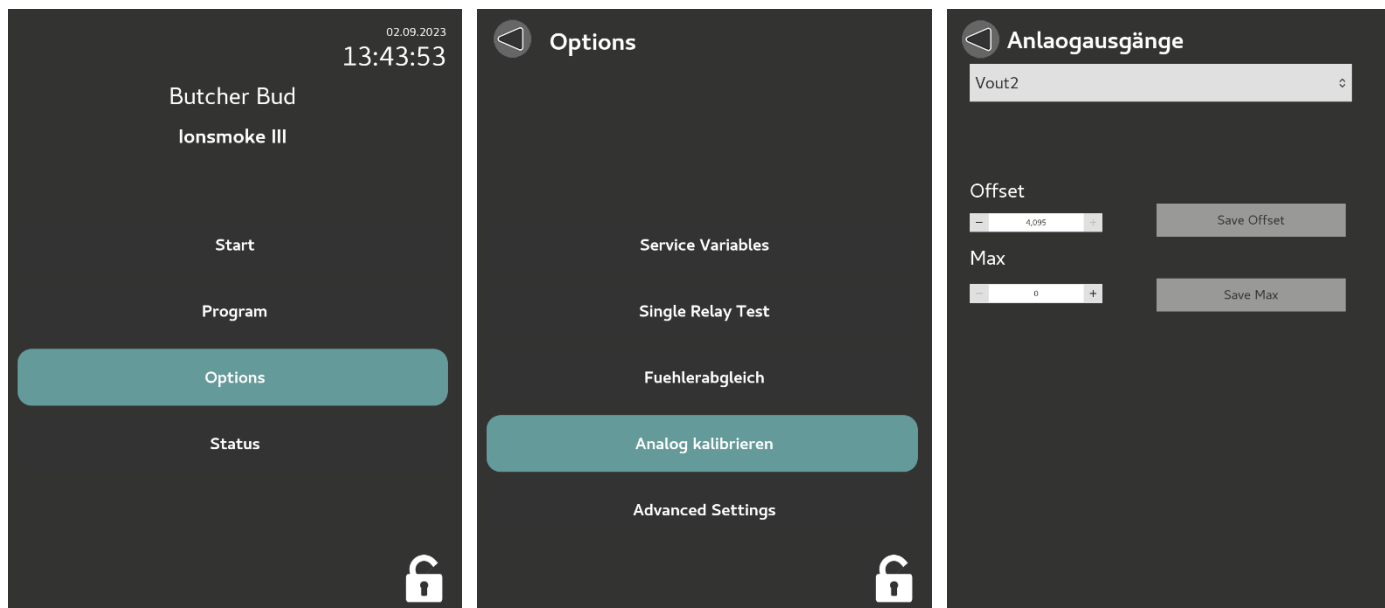 02.09.2023
13:43:53
Butcher Bud
Ionsmoke III
Start
Program
Options
Status
Options
Service Variables
Single Relay Test
Fuehlerabgleich
Analog kalibrieren
Advanced Settings
Anlaogausgänge
Vout2
Offset
− 4,095 +
Save Offset
Max
− 0 +
Save Max